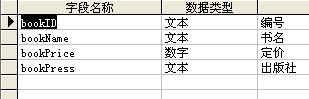 字段名称 数据类型
bookID 文本 编号
bookName 文本 书名
bookPrice 数字 定价
bookPress 文本 出版社